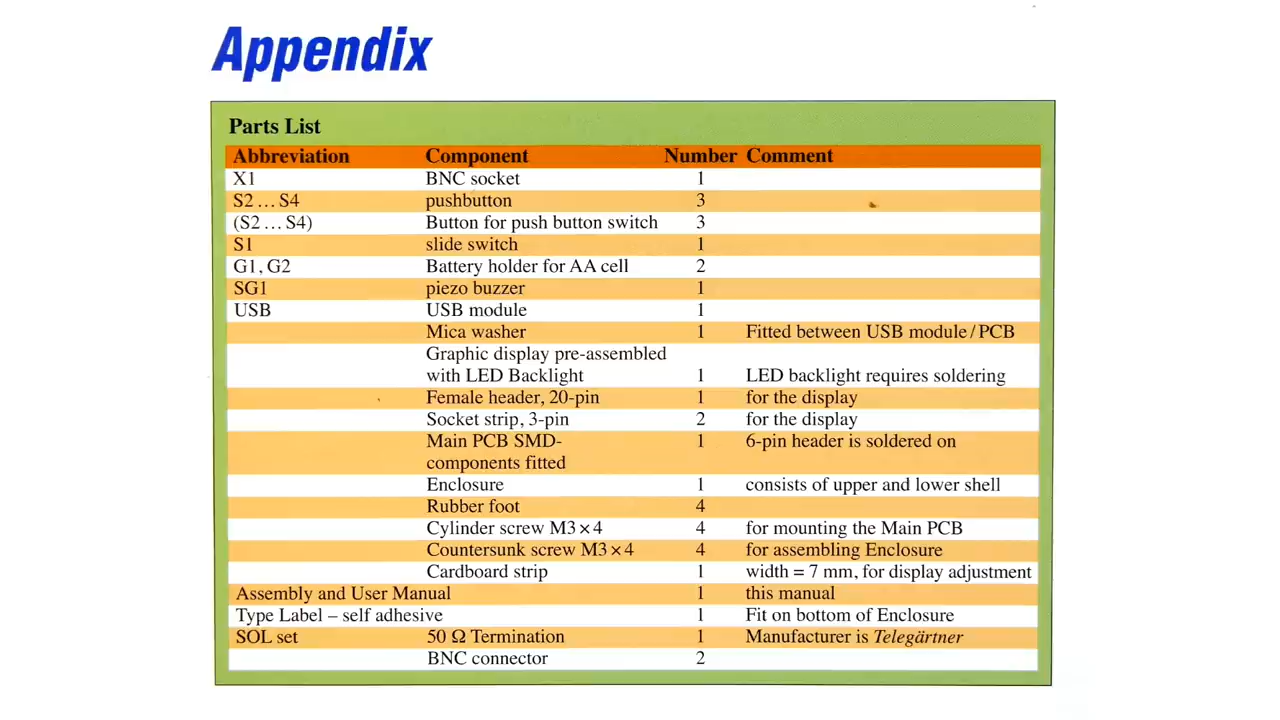 Appendix
Parts List
Abbreviation Component Number Comment
X1 BNC socket 1
S2 … S4 pushbutton 3
(S2 … S4) Button for push button switch 3
S1 slide switch 1
G1, G2 Battery holder for AA cell 2
SG1 piezo buzzer 1
USB USB module 1
Mica washer 1 Fitted between USB module / PCB
Graphic display pre-assembled
with LED Backlight 1 LED backlight requires soldering
Female header, 20-pin 1 for the display
Socket strip, 3-pin 2 for the display
Main PCB SMD- 1 6-pin header is soldered on
components fitted
Enclosure 1 consists of upper and lower shell
Rubber foot 4
Cylinder screw M3 × 4 4 for mounting the Main PCB
Countersunk screw M3 × 4 4 for assembling Enclosure
Cardboard strip 1 width = 7 mm, for display adjustment
Assembly and User Manual 1 this manual
Type Label – self adhesive 1 Fit on bottom of Enclosure
SOL set 50 Ω Termination 1 Manufacturer is Telegärtner
BNC connector 2